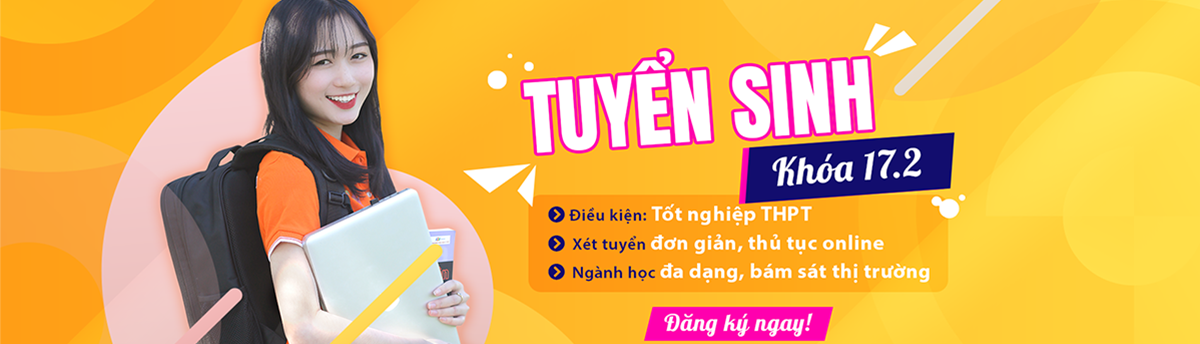 TUYỂN SINH
Khóa 17.2
Điều kiện: Tốt nghiệp THPT
Xét tuyển đơn giản, thủ tục online
Ngành học đa dạng, bám sát thị trường
Đăng ký ngay!